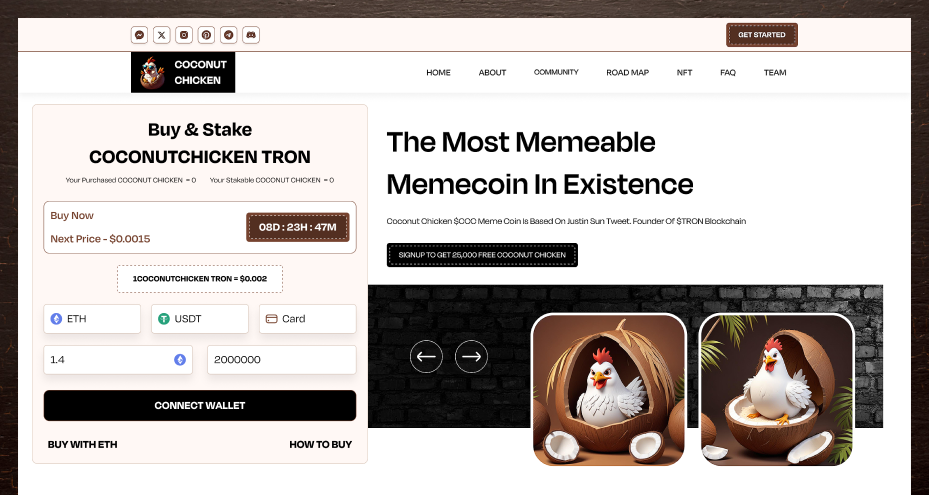 GET STARTED
COCONUT
CHICKEN
HOME
ABOUT
COMMUNITY
ROAD MAP
NFT
FAQ
TEAM
Buy & Stake
COCONUTCHICKEN TRON
Your Purchased COCONUT CHICKEN = 0
Your Stakable COCONUT CHICKEN = 0
Buy Now
Next Price - $0.0015
08D : 23H : 47M
1COCONUTCHICKEN TRON = $0.002
ETH
USDT
Card
1.4
2000000
CONNECT WALLET
BUY WITH ETH
HOW TO BUY
The Most Memeable
Memecoin In Existence
Coconut Chicken $CCC Meme Coin Is Based On Justin Sun Tweet. Founder Of $TRON Blockchain
SIGNUP TO GET 25,000 FREE COCONUT CHICKEN